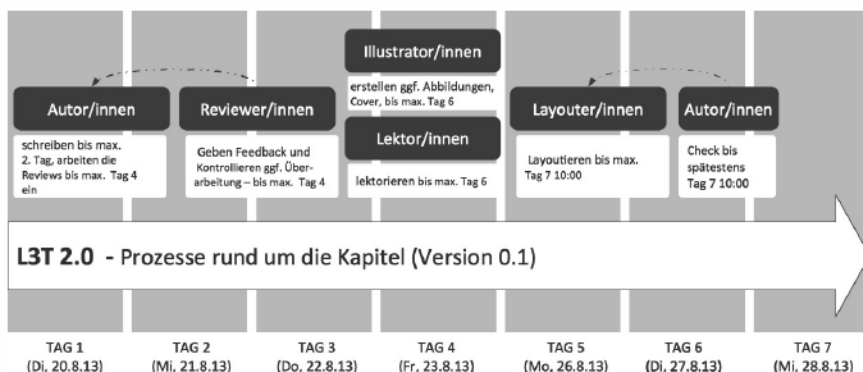 Illustrator/innen
erstellen ggf. Abbildungen,
Cover, bis max. Tag 6
Autor/innen
schreiben bis max.
2. Tag, arbeiten die
Reviews bis max. Tag 4
ein
Reviewer/innen
Geben Feedback und
Kontrollieren ggf. Über-
arbeitung – bis max. Tag 4
Lektor/innen
lektorieren bis max. Tag 6
Layouter/innen
Layoutieren bis max.
Tag 7 10:00
Autor/innen
Check bis
spätestens
Tag 7 10:00
L3T 2.0 - Prozesse rund um die Kapitel (Version 0.1)
TAG 1
(Di, 20.8.13)
TAG 2
(Mi, 21.8.13)
TAG 3
(Do, 22.8.13)
TAG 4
(Fr, 23.8.13)
TAG 5
(Mo, 26.8.13)
TAG 6
(Di, 27.8.13)
TAG 7
(Mi, 28.8.13)